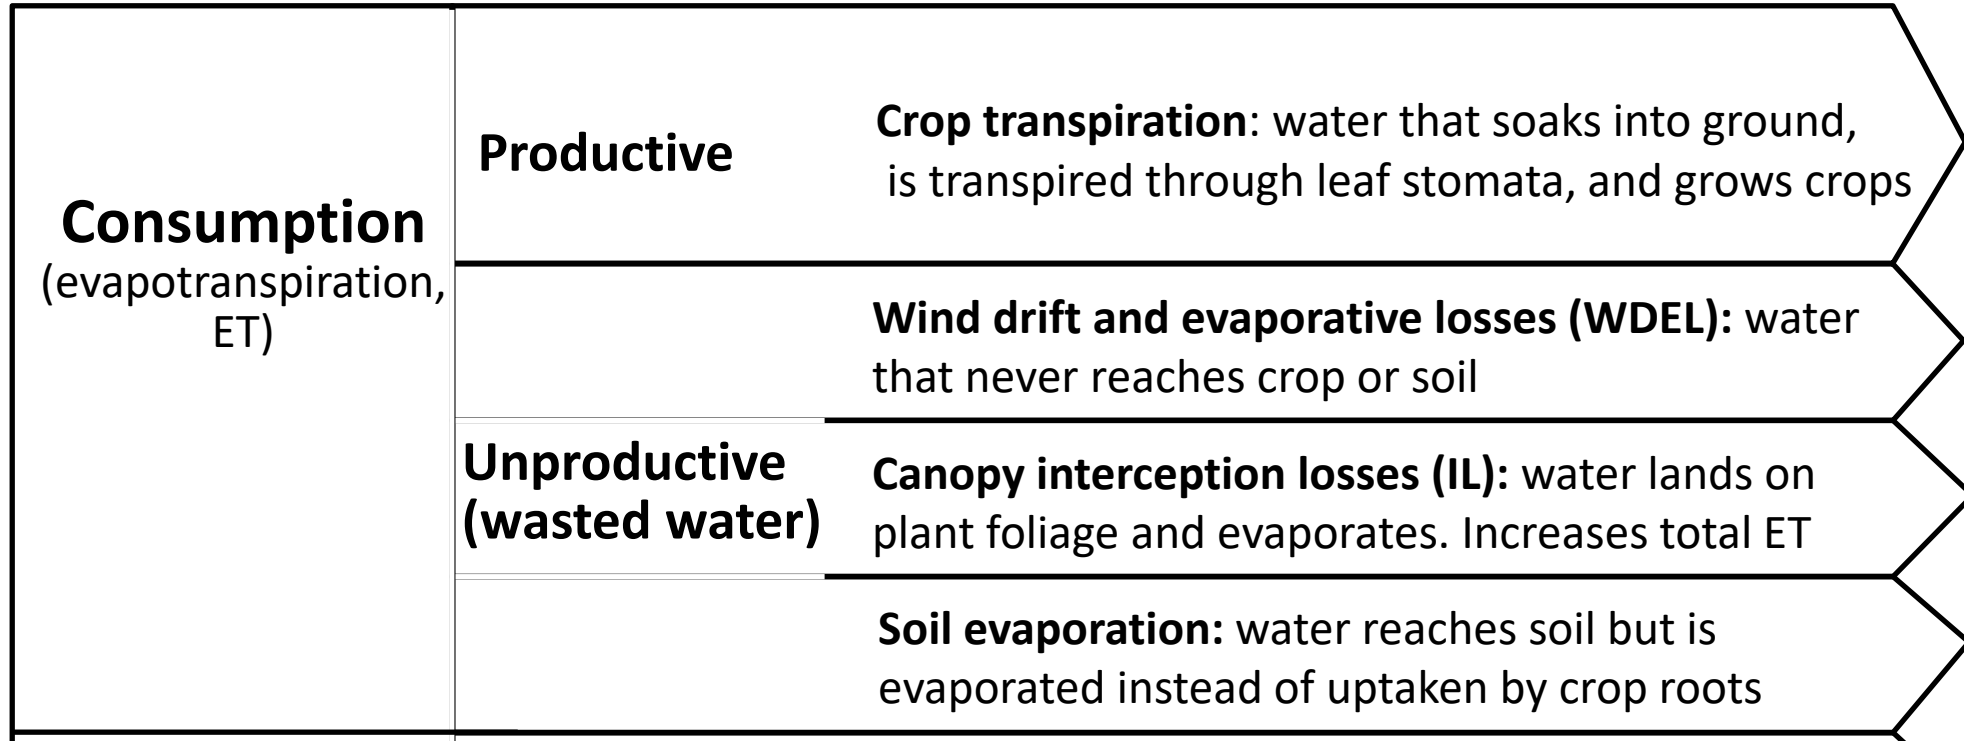 Consumption
(evapotranspiration,
ET)
Productive
Crop transpiration: water that soaks into ground,
is transpired through leaf stomata, and grows crops
Unproductive
(wasted water)
Wind drift and evaporative losses (WDEL): water
that never reaches crop or soil
Canopy interception losses (IL): water lands on
plant foliage and evaporates. Increases total ET
Soil evaporation: water reaches soil but is
evaporated instead of uptaken by crop roots